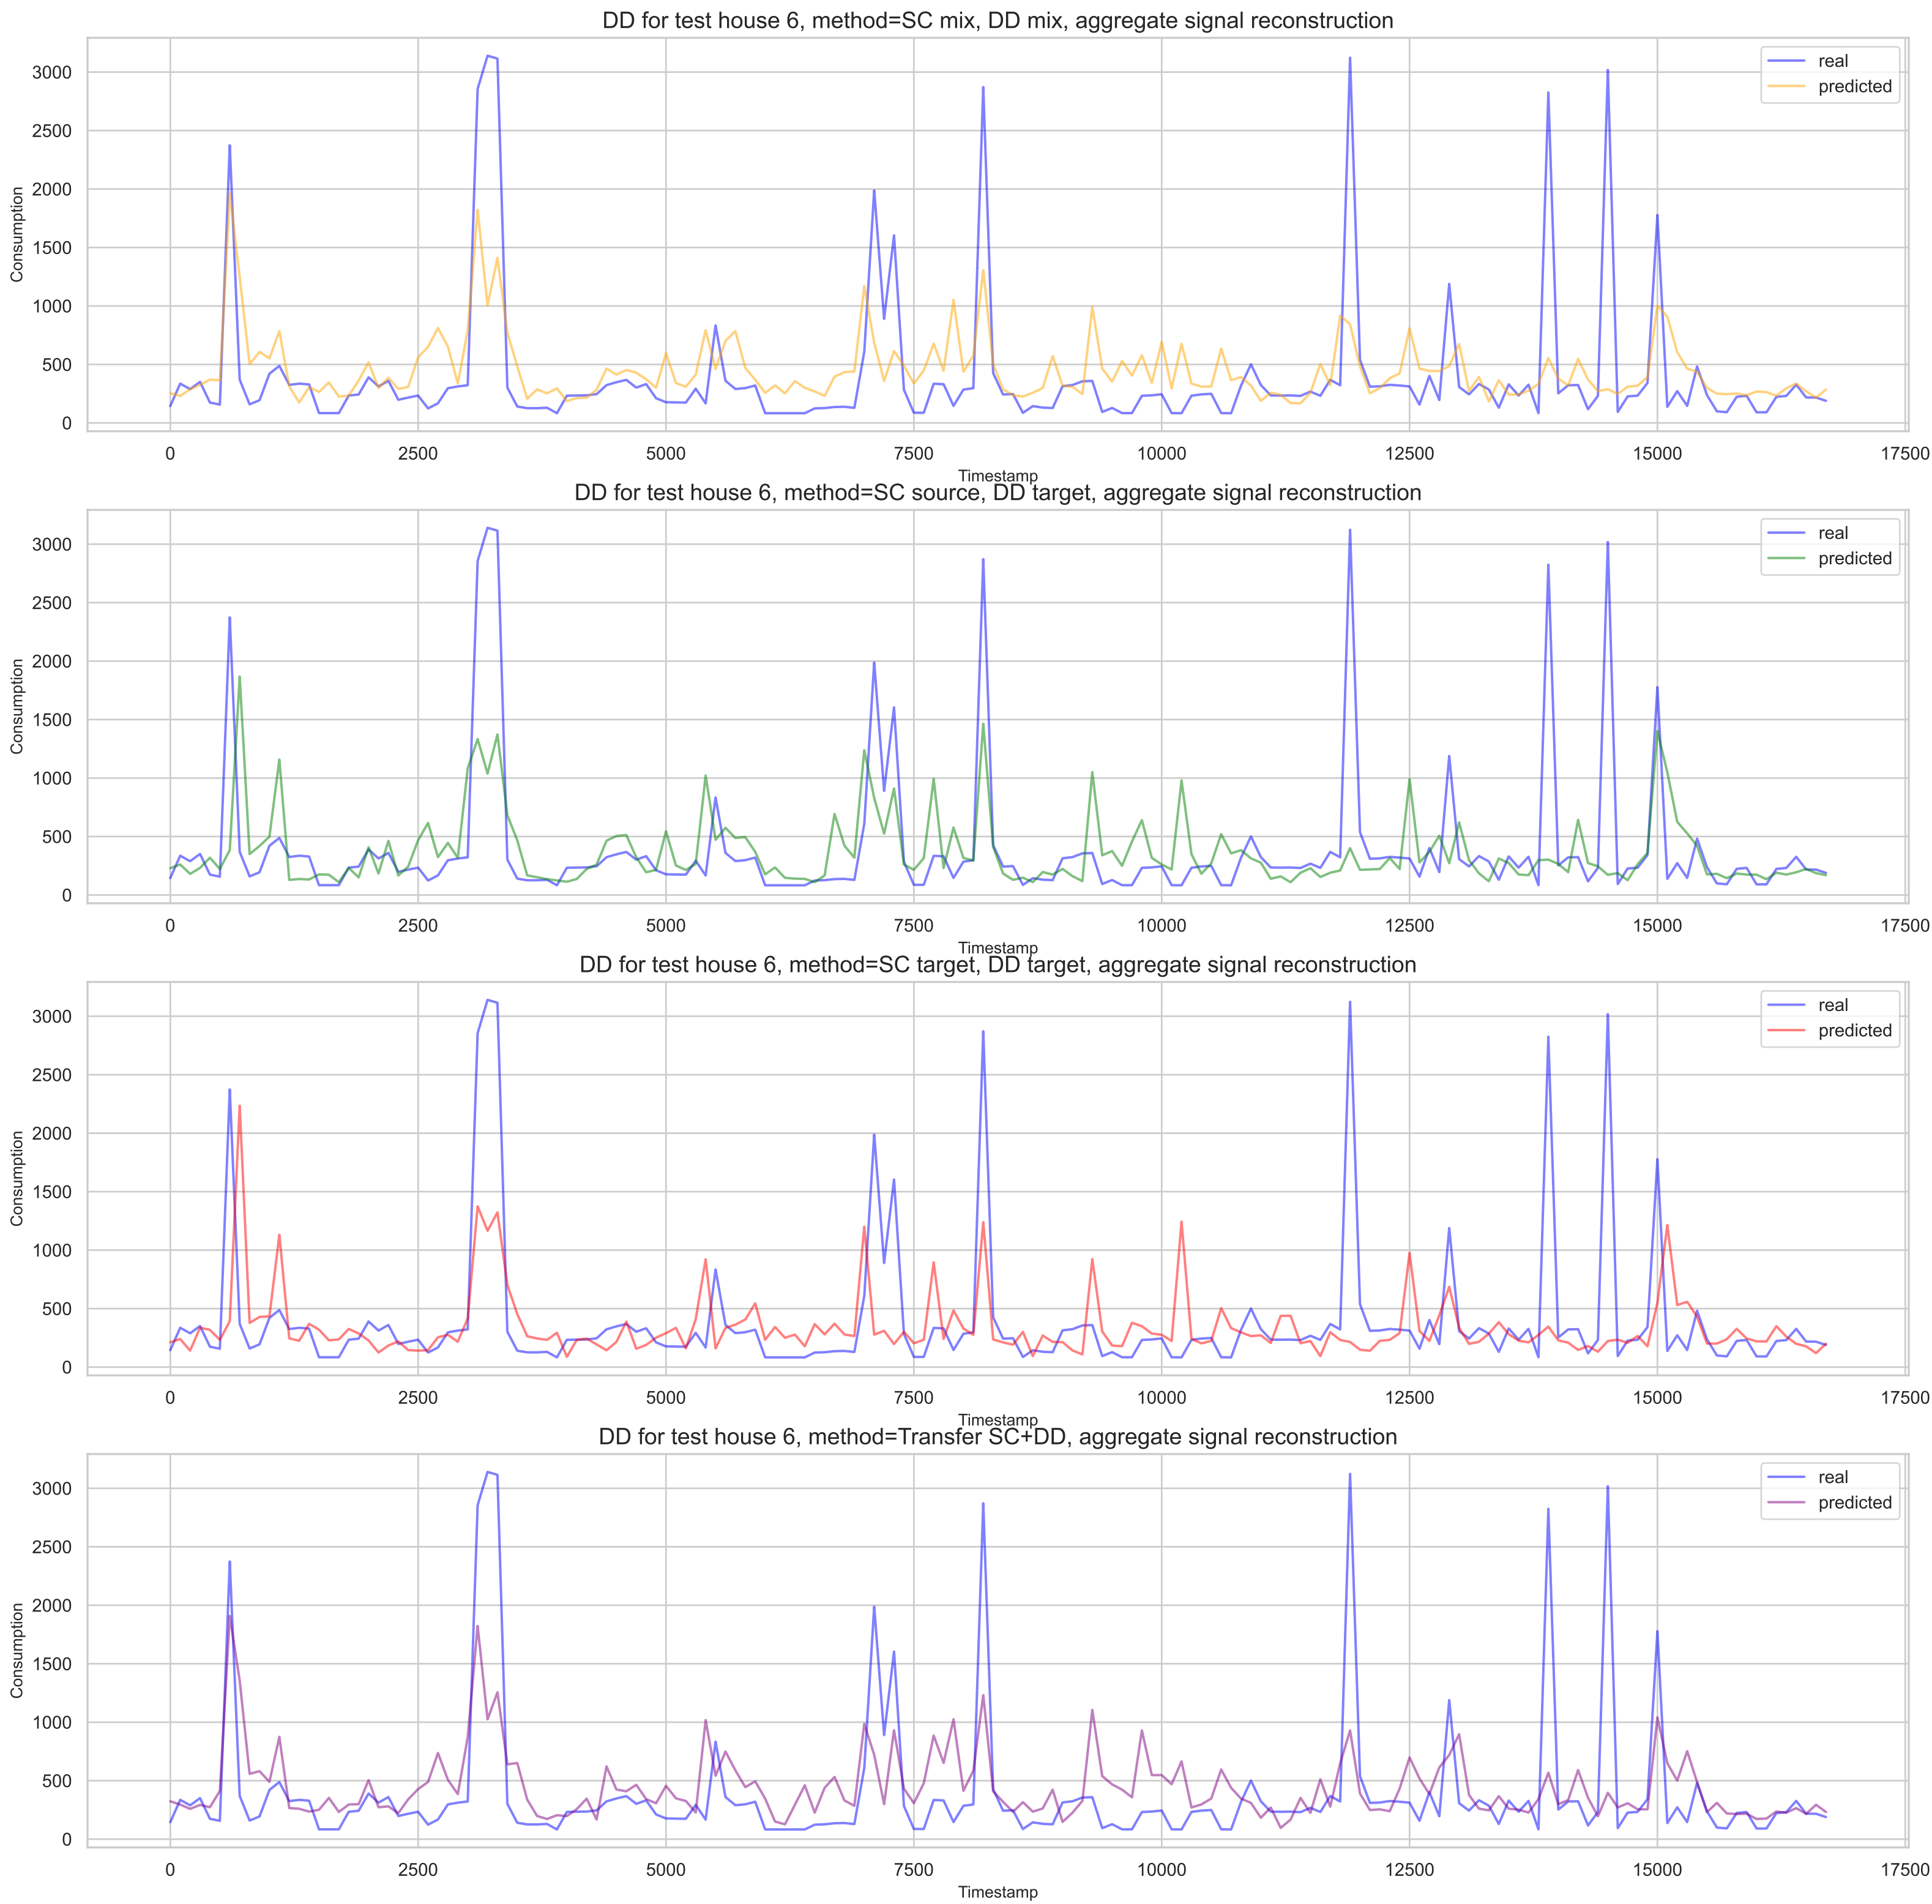 DD for test house 6, method=SC mix, DD mix, aggregate signal reconstruction
real
predicted
Consumption
3000
2500
2000
1500
1000
500
0
0 2500 5000 7500 10000 12500 15000 17500
Timestamp
DD for test house 6, method=SC source, DD target, aggregate signal reconstruction
real
predicted
Consumption
3000
2500
2000
1500
1000
500
0
0 2500 5000 7500 10000 12500 15000 17500
Timestamp
DD for test house 6, method=SC target, DD target, aggregate signal reconstruction
real
predicted
Consumption
3000
2500
2000
1500
1000
500
0
0 2500 5000 7500 10000 12500 15000 17500
Timestamp
DD for test house 6, method=Transfer SC+DD, aggregate signal reconstruction
real
predicted
Consumption
3000
2500
2000
1500
1000
500
0
0 2500 5000 7500 10000 12500 15000 17500
Timestamp